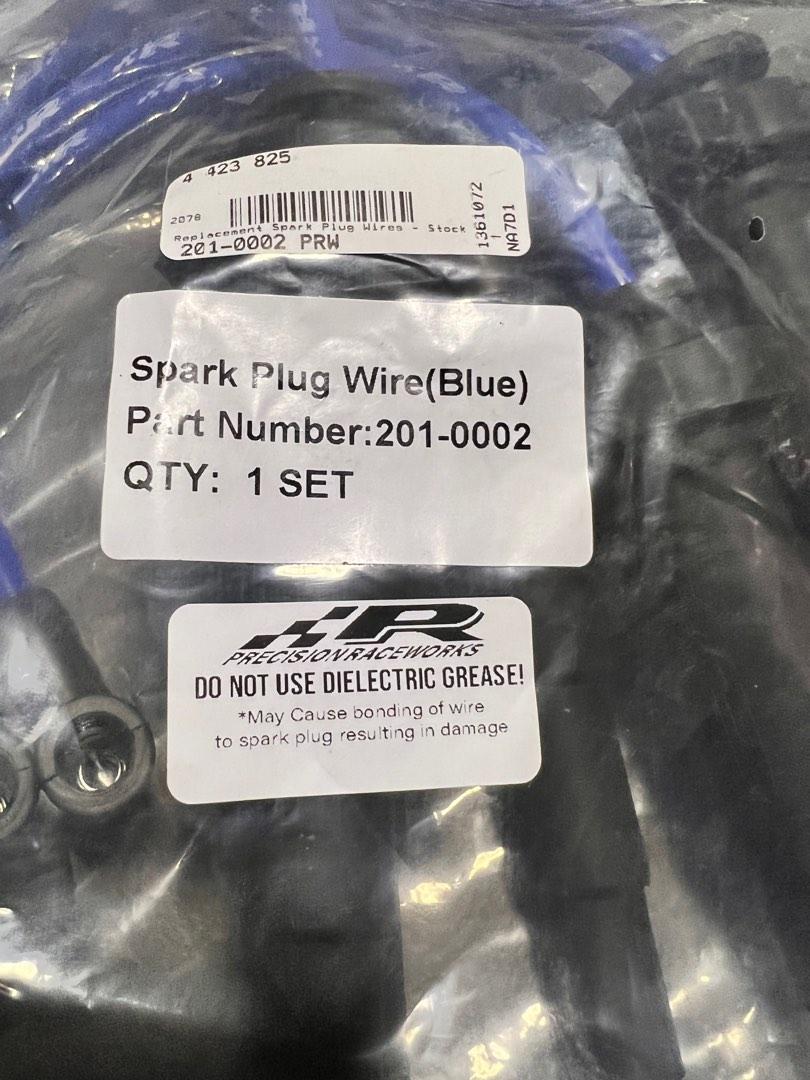 4 423 825
2078
Replacement Spark Plug Wires - Stock
201-0002 PRW
1361072
1
NA7D1
Spark Plug Wire(Blue)
Part Number:201-0002
QTY: 1 SET
PR
PRECISION RACEWORKS
DO NOT USE DIELECTRIC GREASE!
*May Cause bonding of wire
to spark plug resulting in damage